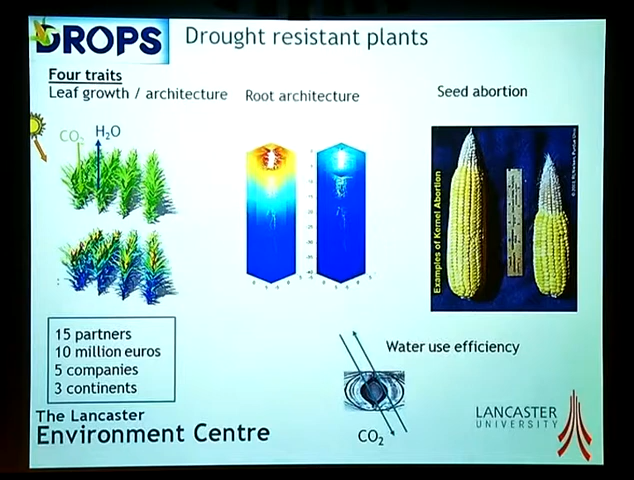 DROPS
Drought resistant plants
Four traits
Leaf growth / architecture
Root architecture
Seed abortion
H₂O
Examples of Kernel Abortion
15 partners
10 million euros
5 companies
3 continents
Water use efficiency
CO₂
The Lancaster
Environment Centre
LANCASTER
UNIVERSITY